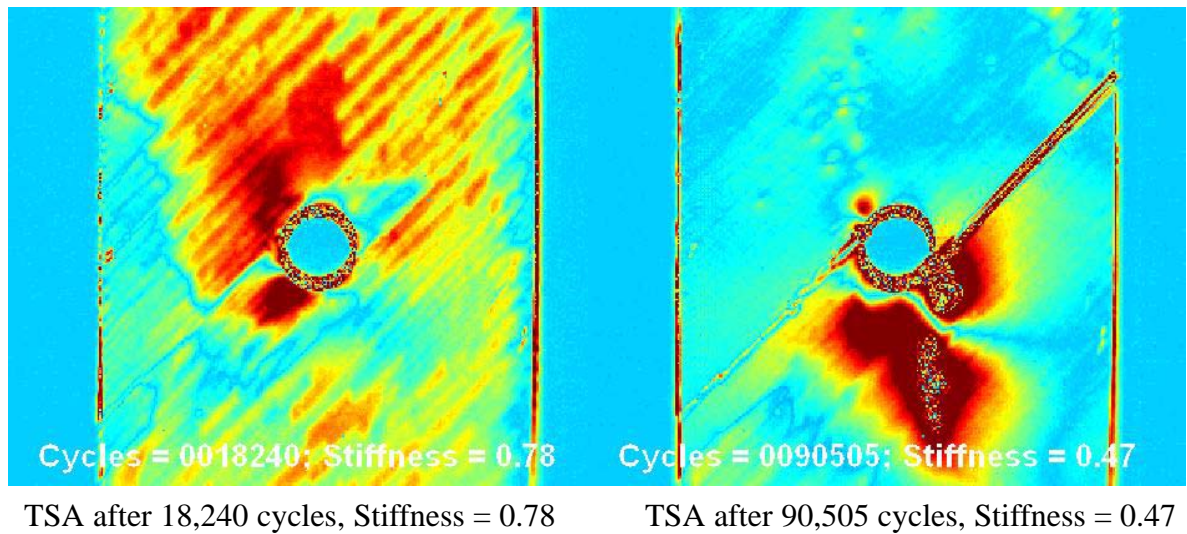 Cycles = 0018240; Stiffness = 0.78
Cycles = 0090505; Stiffness = 0.47
TSA after 18,240 cycles, Stiffness = 0.78
TSA after 90,505 cycles, Stiffness = 0.47